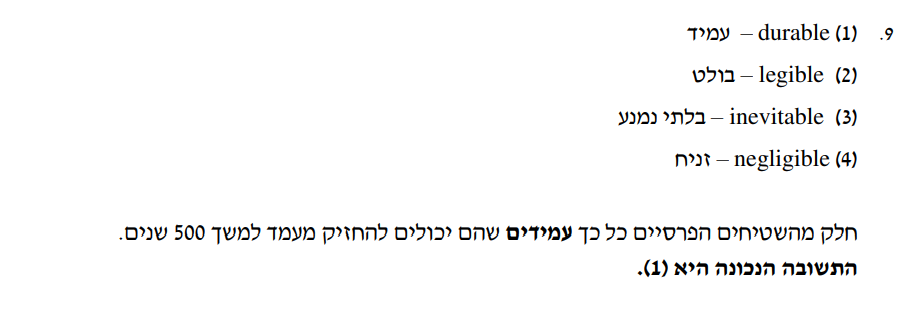 9. (1) durable – עמיד
(2) legible – בולט
(3) inevitable – בלתי נמנע
(4) negligible – זניח
חלק מהשטיחים הפרסיים כל כך עמידים שהם יכולים להחזיק מעמד למשך 500 שנים.
התשובה הנכונה היא (1).